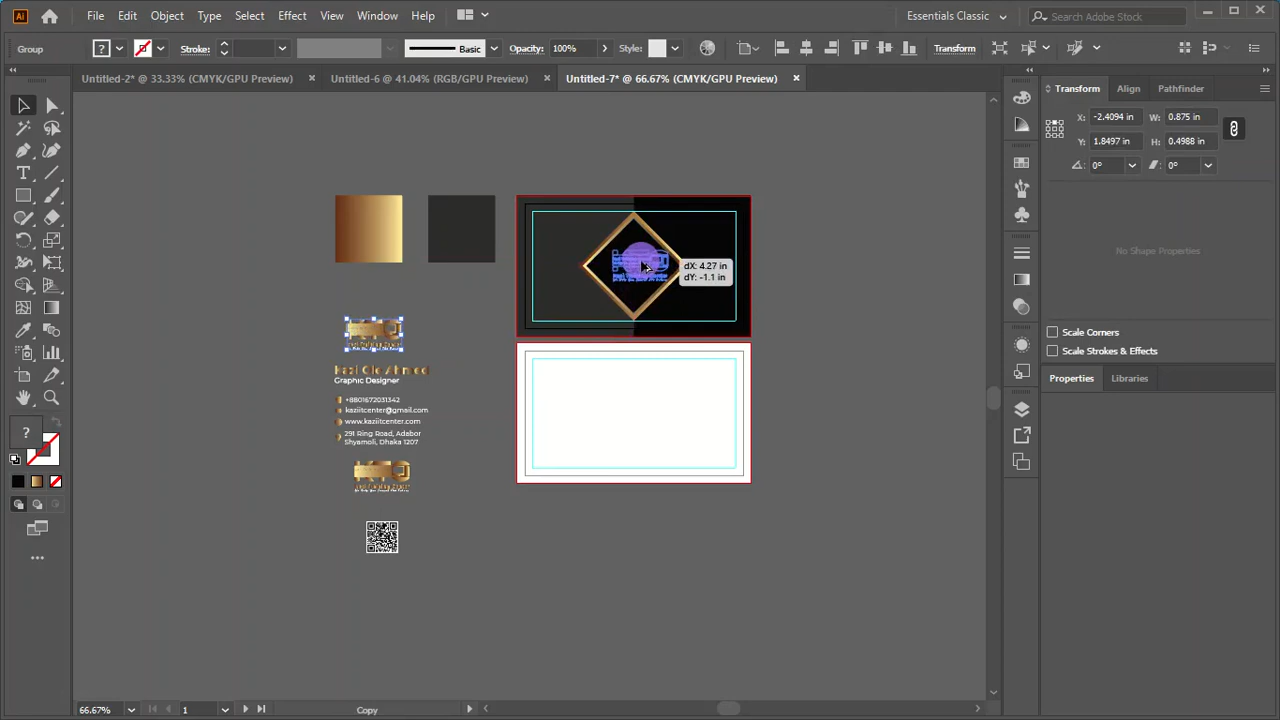 Ai File Edit Object Type Select Effect View Window Help Essentials Classic Search Adobe Stock
Group ? Stroke: Basic Opacity: 100% Style: Transform
Untitled-2* @ 33.33% (CMYK/GPU Preview) Untitled-6 @ 41.04% (RGB/GPU Preview) Untitled-7* @ 66.67% (CMYK/GPU Preview)
Transform Align Pathfinder
X: -2.4094 in W: 0.875 in
Y: 1.8497 in H: 0.4988 in
0° 0°
No Shape Properties
Scale Corners
Scale Strokes & Effects
Properties Libraries
dX: 4.27 in
dY: -1.1 in
Graphic Designer
+8801672031342
kaziitcenter@gmail.com
www.kaziitcenter.com
291 Ring Road, Adabor
Shyamoli, Dhaka 1207
?
66.67% 1 Copy